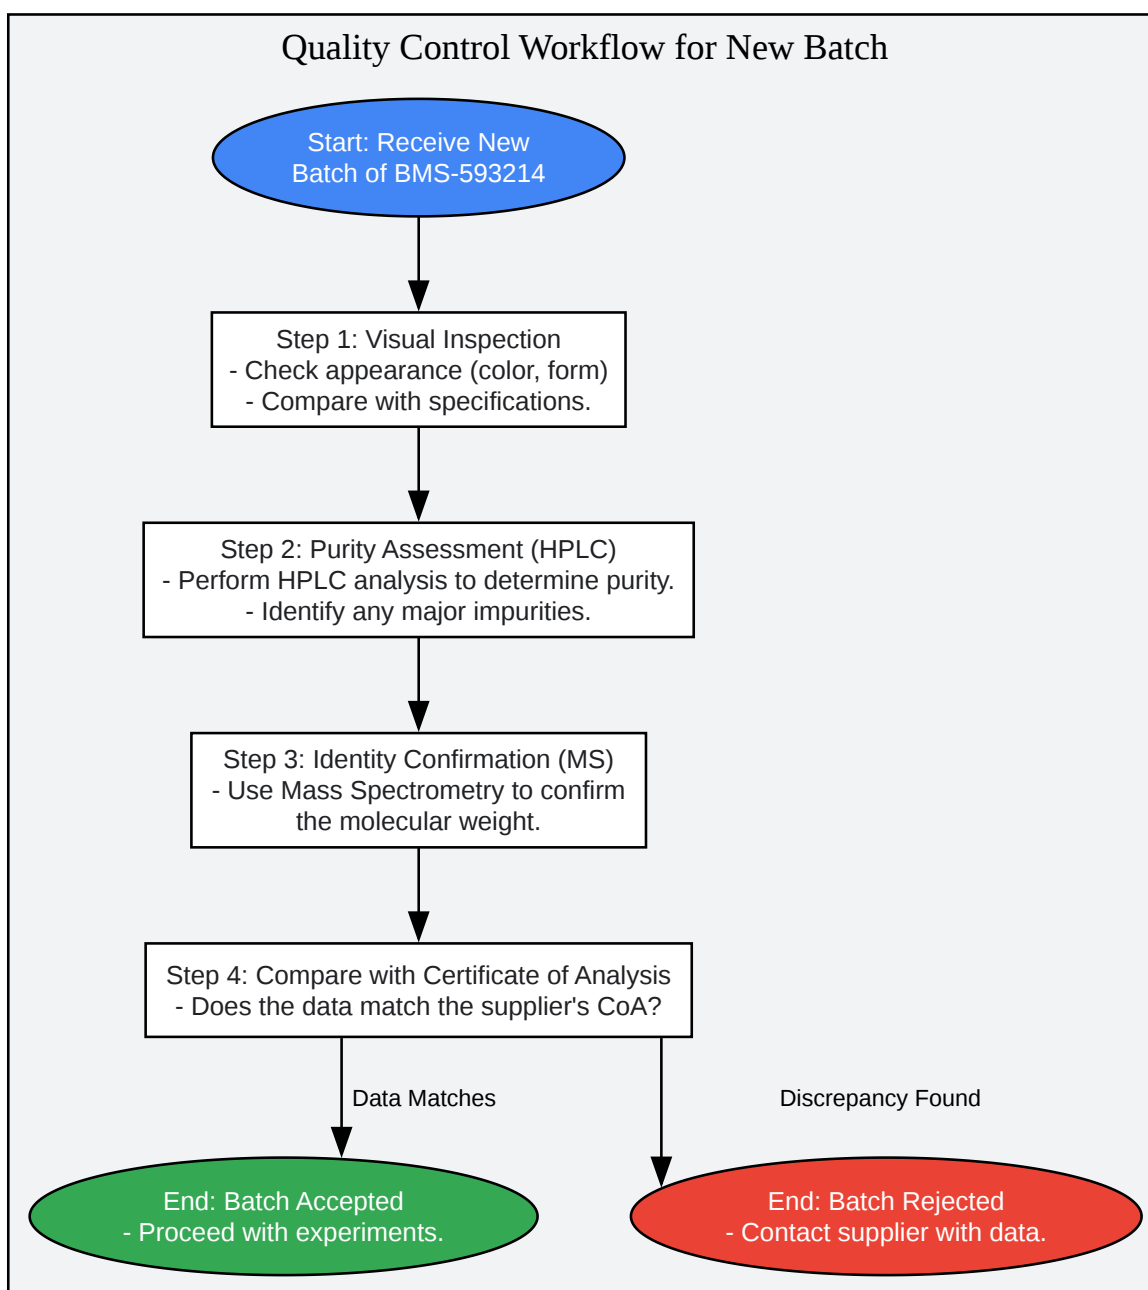 Quality Control Workflow for New Batch
Start: Receive New
Batch of BMS-593214
Step 1: Visual Inspection
- Check appearance (color, form)
- Compare with specifications.
Step 2: Purity Assessment (HPLC)
- Perform HPLC analysis to determine purity.
- Identify any major impurities.
Step 3: Identity Confirmation (MS)
- Use Mass Spectrometry to confirm
the molecular weight.
Step 4: Compare with Certificate of Analysis
- Does the data match the supplier's CoA?
Data Matches
Discrepancy Found
End: Batch Accepted
- Proceed with experiments.
End: Batch Rejected
- Contact supplier with data.